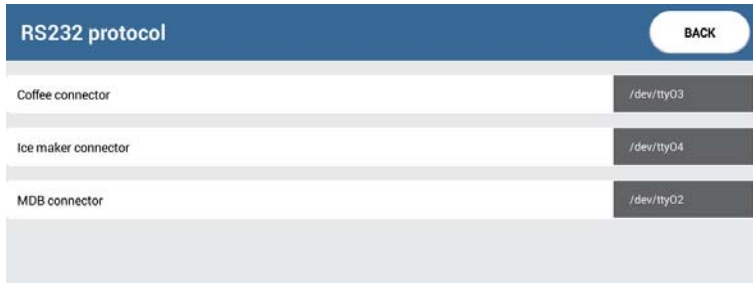 RS232 protocol
BACK
Coffee connector
/dev/ttyO3
Ice maker connector
/dev/ttyO4
MDB connector
/dev/ttyO2